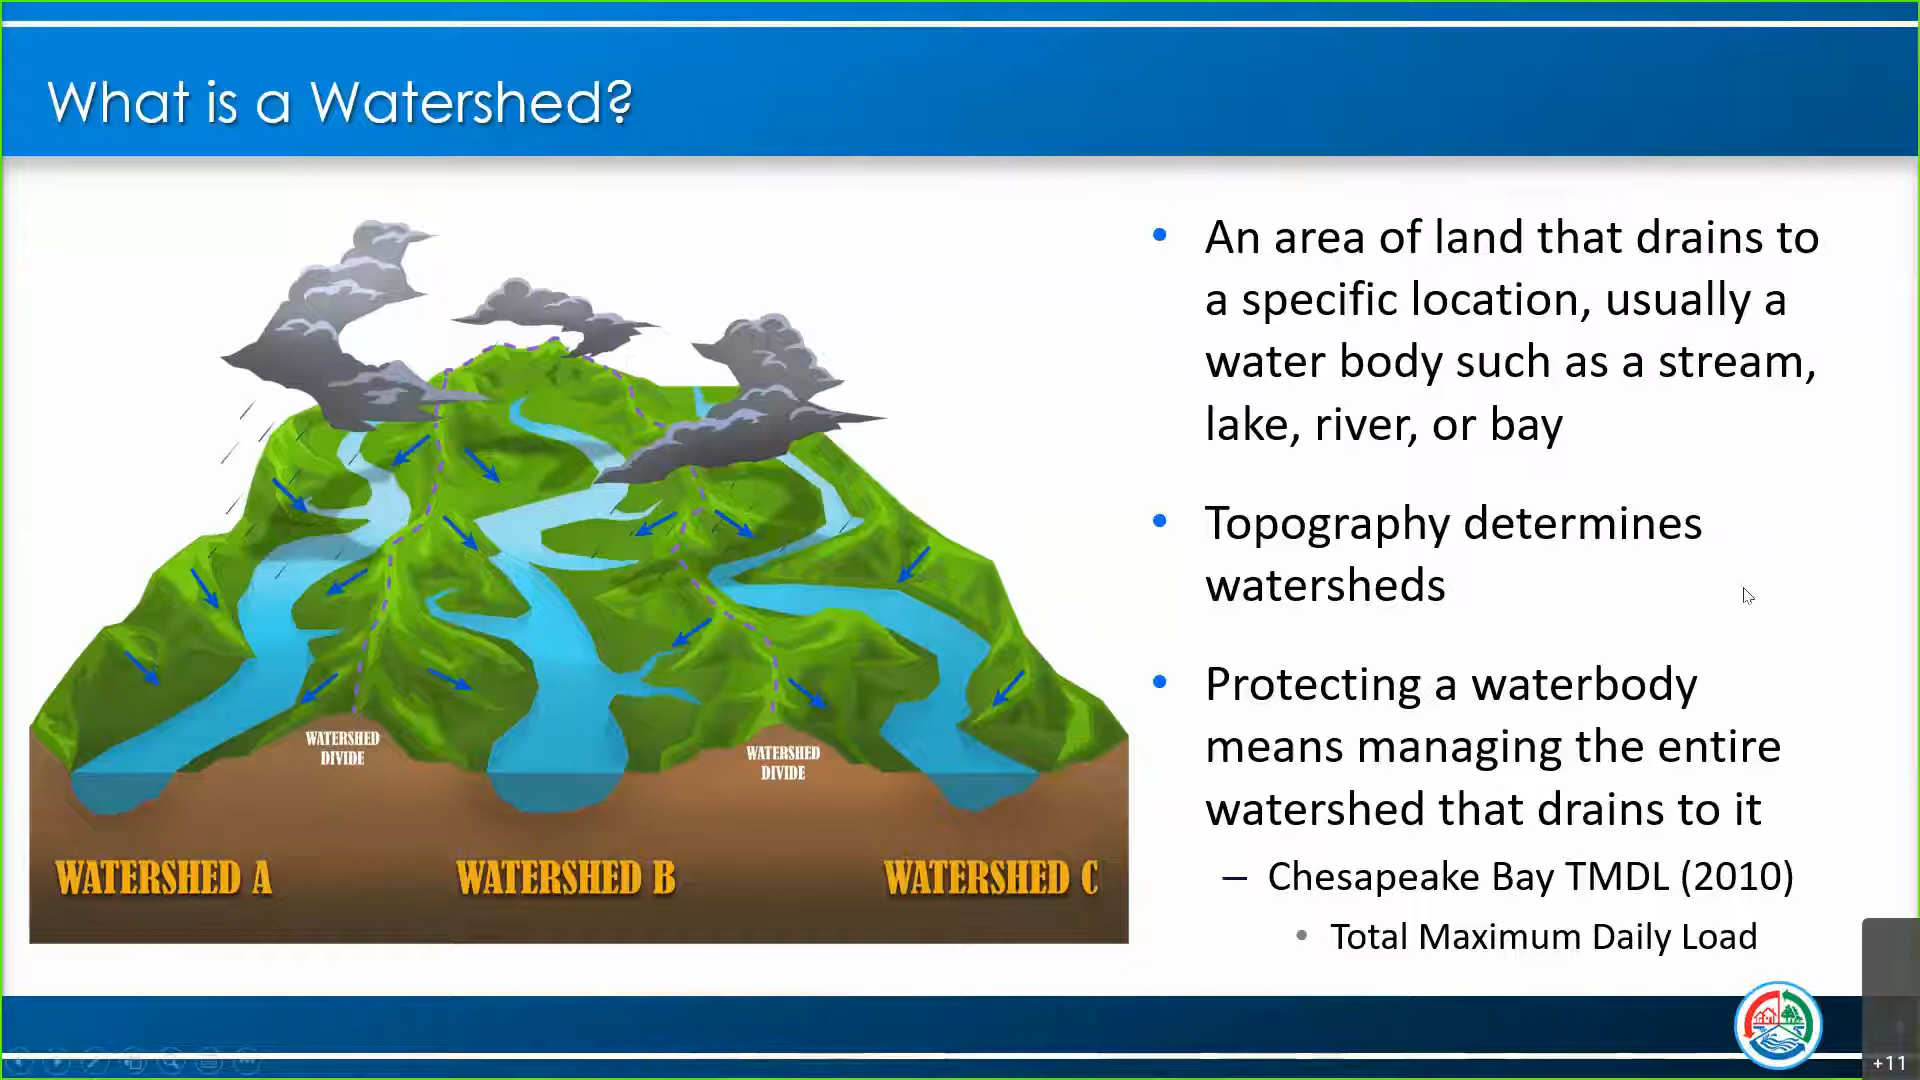 What is a Watershed?
• An area of land that drains to
a specific location, usually a
water body such as a stream,
lake, river, or bay
• Topography determines
watersheds
• Protecting a waterbody
means managing the entire
watershed that drains to it
– Chesapeake Bay TMDL (2010)
• Total Maximum Daily Load
WATERSHED
DIVIDE
WATERSHED
DIVIDE
WATERSHED A
WATERSHED B
WATERSHED C
+11